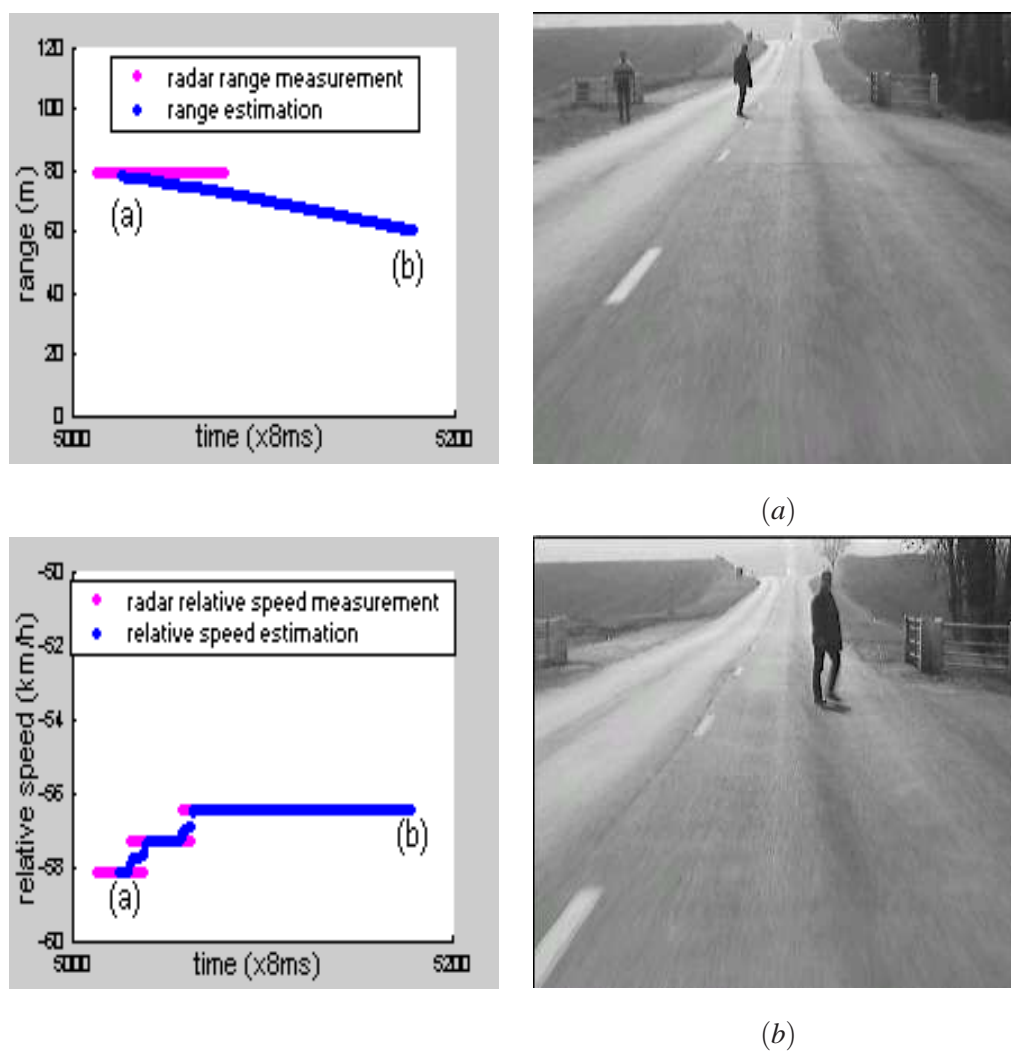 120
radar range measurement
range estimation
100
80
60
40
20
0
range (m)
(a)
(b)
5000
time (x8ms)
5200
(a)
-50
radar relative speed measurement
relative speed estimation
-52
-54
-56
-58
-60
relative speed (km/h)
(a)
(b)
5000
time (x8ms)
5200
(b)